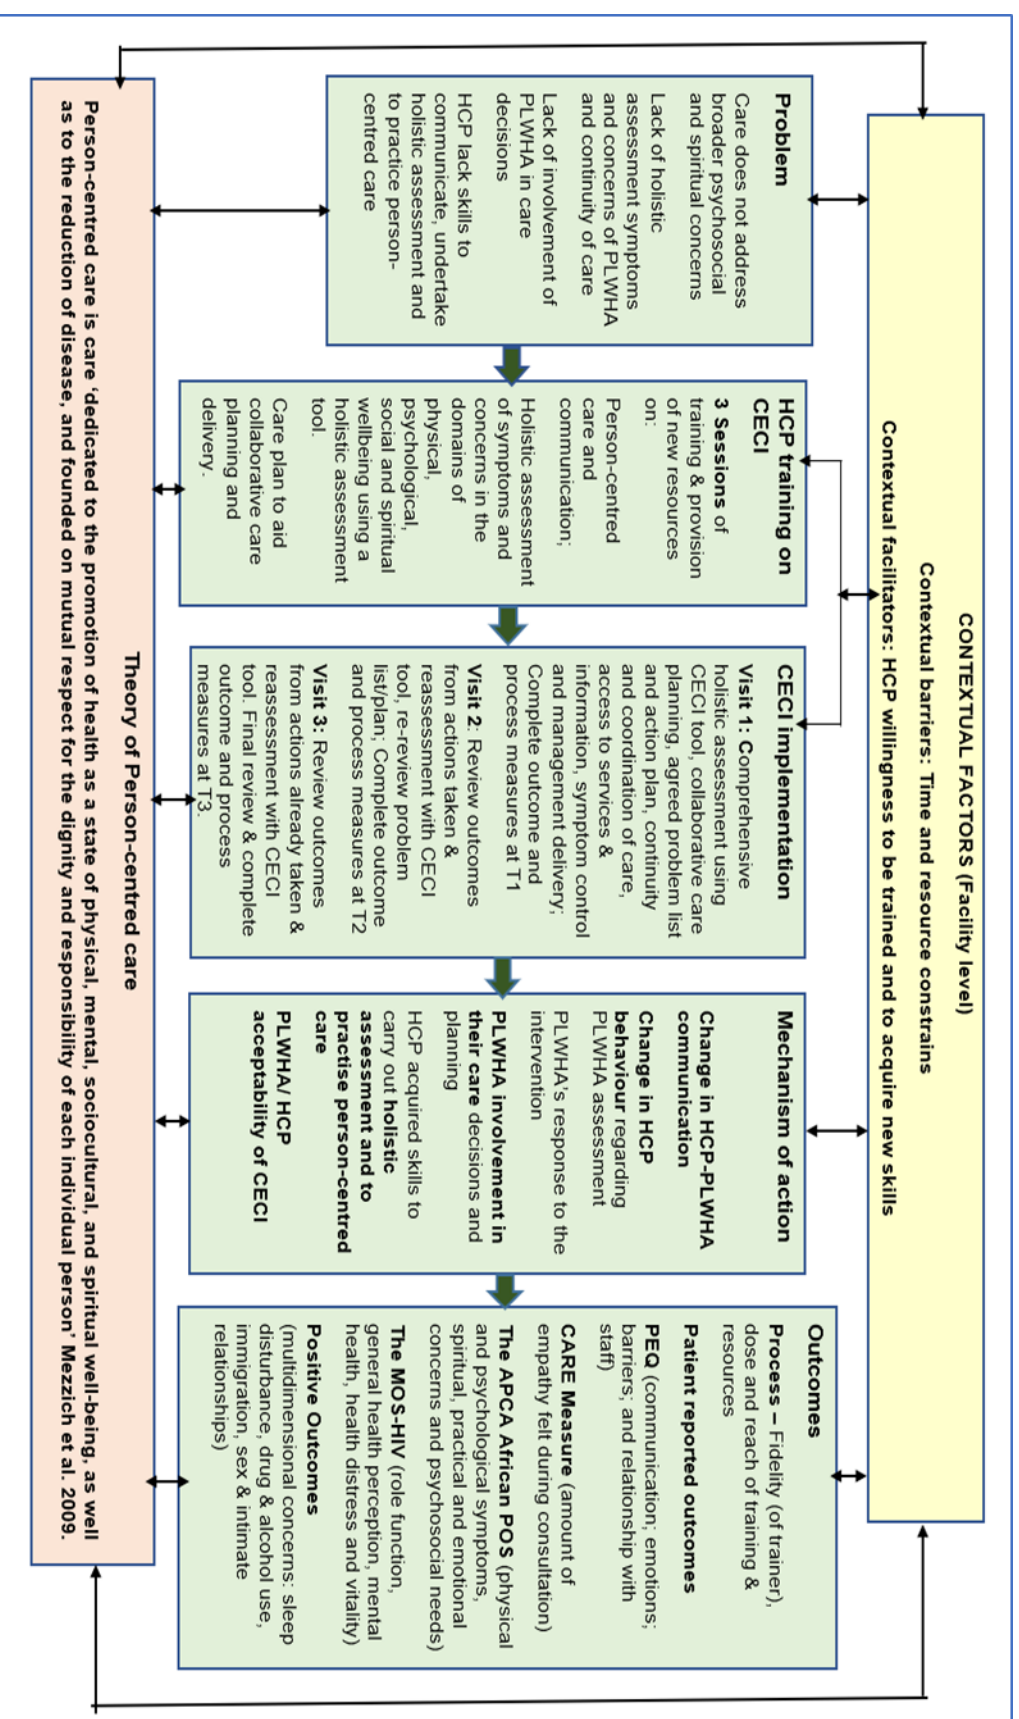 CONTEXTUAL FACTORS (Facility level)
Contextual barriers: Time and resource constrains
Contextual facilitators: HCP willingness to be trained and to acquire new skills
Problem
Care does not address
broader psychosocial
and spiritual concerns
Lack of holistic
assessment symptoms
and concerns of PLWHA
and continuity of care
Lack of involvement of
PLWHA in care
decisions
HCP lack skills to
communicate, undertake
holistic assessment and
to practice person-
centred care
HCP training on
CECI
3 Sessions of
training & provision
of new resources
on:
Person-centred
care and
communication;
Holistic assessment
of symptoms and
concerns in the
domains of
physical,
psychological,
social and spiritual
wellbeing using a
holistic assessment
tool.
Care plan to aid
collaborative care
planning and
delivery.
CECI implementation
Visit 1: Comprehensive
holistic assessment using
CECI tool, collaborative care
planning, agreed problem list
and action plan, continuity
and coordination of care,
access to services &
information, symptom control
and management delivery;
Complete outcome and
process measures at T1
Visit 2: Review outcomes
from actions taken &
reassessment with CECI
tool, re-review problem
list/plan; Complete outcome
and process measures at T2
Visit 3: Review outcomes
from actions already taken &
reassessment with CECI
tool. Final review & complete
outcome and process
measures at T3.
Mechanism of action
Change in HCP-PLWHA
communication
Change in HCP
behaviour regarding
PLWHA assessment
PLWHA's response to the
intervention
PLWHA involvement in
their care decisions and
planning
HCP acquired skills to
carry out holistic
assessment and to
practise person-centred
care
PLWHA/ HCP
acceptability of CECI
Outcomes
Process – Fidelity (of trainer),
dose and reach of training &
resources
Patient reported outcomes
PEQ (communication; emotions;
barriers; and relationship with
staff)
CARE Measure (amount of
empathy felt during consultation)
The APCA African POS (physical
and psychological symptoms,
spiritual, practical and emotional
concerns and psychosocial needs)
The MOS-HIV (role function,
general health perception, mental
health, health distress and vitality)
Positive Outcomes
(multidimensional concerns: sleep
disturbance, drug & alcohol use,
immigration, sex & intimate
relationships)
Theory of Person-centred care
Person-centred care is care ‘dedicated to the promotion of health as a state of physical, mental, sociocultural, and spiritual well-being, as well
as to the reduction of disease, and founded on mutual respect for the dignity and responsibility of each individual person’ Mezzich et al. 2009.